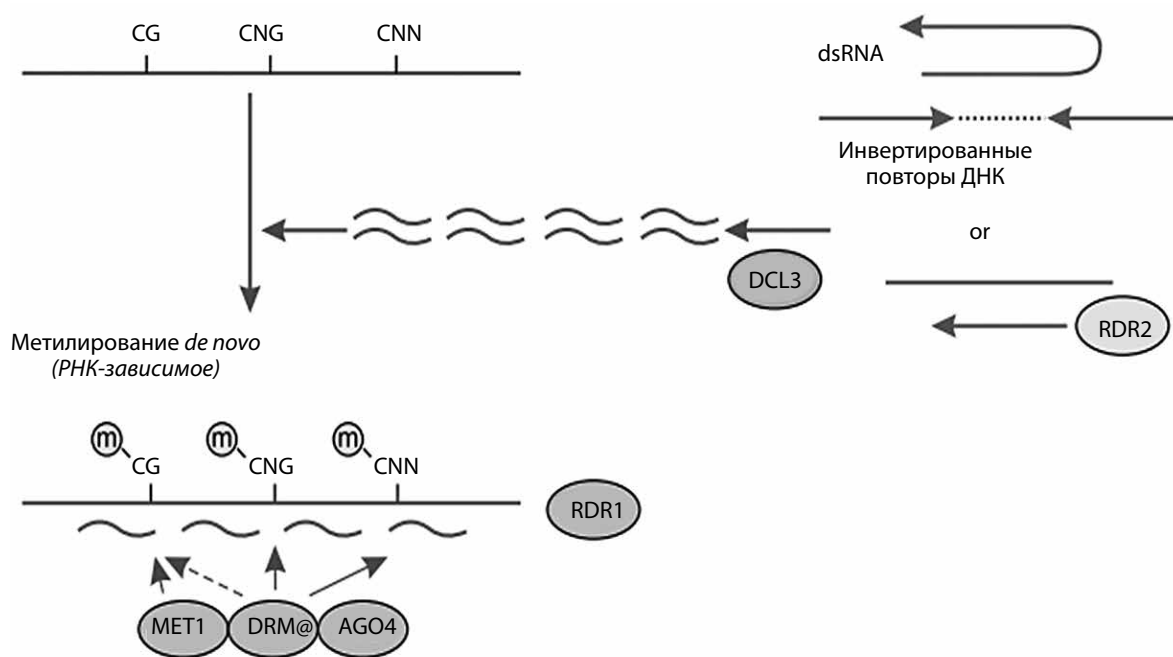 CG CNG CNN
dsRNA
Инвертированные
повторы ДНК
or
DCL3
RDR2
Метилирование de novo
(РНК-зависимое)
m m m
CG CNG CNN
RDR1
MET1 DRM@ AGO4